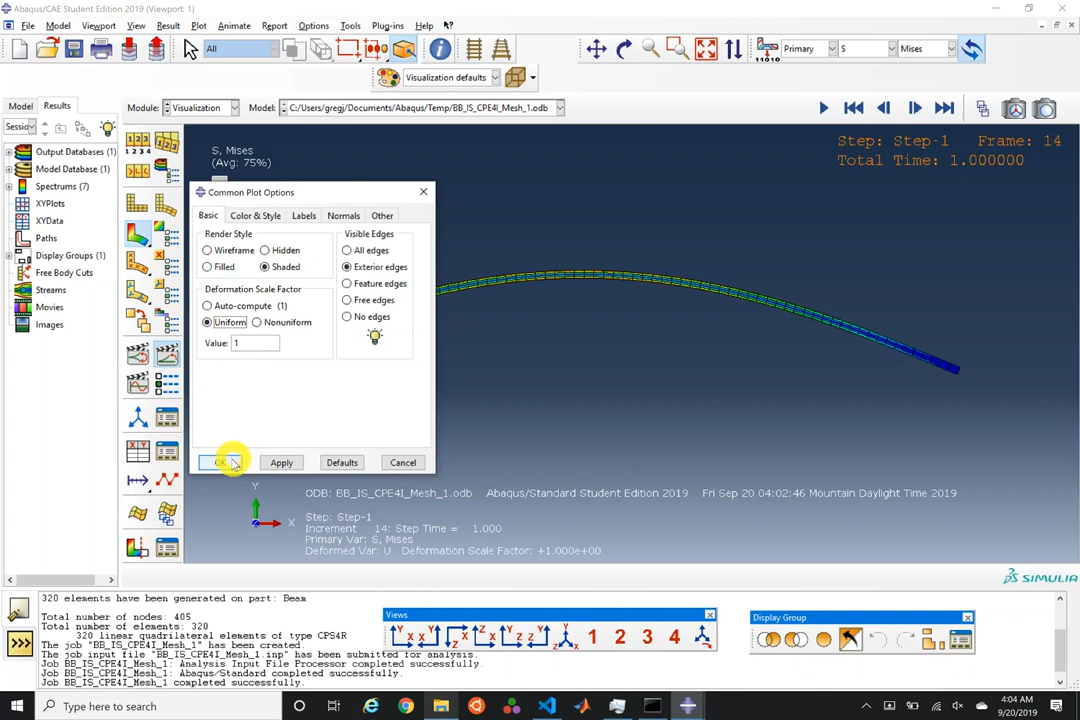 Abaqus/CAE Student Edition 2019 [Viewport: 1]
File Model Viewport View Result Plot Animate Report Options Tools Plug-ins Help
All Primary S Mises
Visualization defaults
Model Results Module: Visualization Model: C:/Users/gregj/Documents/Abaqus/Temp/BB_IS_CPE4I_Mesh_1.odb
Sessio
Output Databases (1)
Model Database (1)
Spectrums (7)
XYPlots
XYData
Paths
Display Groups (1)
Free Body Cuts
Streams
Movies
Images
S, Mises
(Avg: 75%)
Step: Step-1 Frame: 14
Total Time: 1.000000
Common Plot Options
Basic Color & Style Labels Normals Other
Render Style
Wireframe Hidden
Filled Shaded
Deformation Scale Factor
Auto-compute (1)
Uniform Nonuniform
Value: 1
Visible Edges
All edges
Exterior edges
Feature edges
Free edges
No edges
OK Apply Defaults Cancel
Y
X
Z
ODB: BB_IS_CPE4I_Mesh_1.odb Abaqus/Standard Student Edition 2019 Fri Sep 20 04:02:46 Mountain Daylight Time 2019
Step: Step-1
Increment 14: Step Time = 1.000
Primary Var: S, Mises
Deformed Var: U Deformation Scale Factor: +1.000e+00
SIMULIA
320 elements have been generated on part: Beam
Total number of nodes: 405
Total number of elements: 320
320 linear quadrilateral elements of type CPS4R
The job "BB_IS_CPE4I_Mesh_1" has been created.
The job input file "BB_IS_CPE4I_Mesh_1.inp" has been submitted for analysis.
Job BB_IS_CPE4I_Mesh_1: Analysis Input File Processor completed successfully.
Job BB_IS_CPE4I_Mesh_1: Abaqus/Standard completed successfully.
Job BB_IS_CPE4I_Mesh_1 completed successfully.
Views
1 2 3 4
Display Group
Type here to search
4:04 AM
9/20/2019